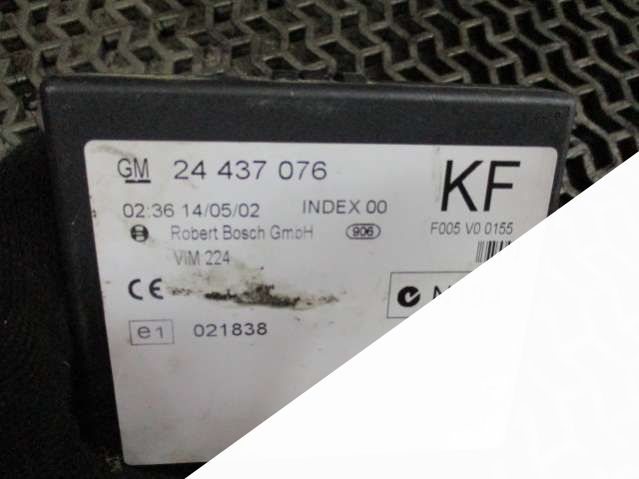 GM 24 437 076 KF
02:36 14/05/02 INDEX 00 F005 V0 0155
Robert Bosch GmbH 906
ViM 224
CE N
e1 021838